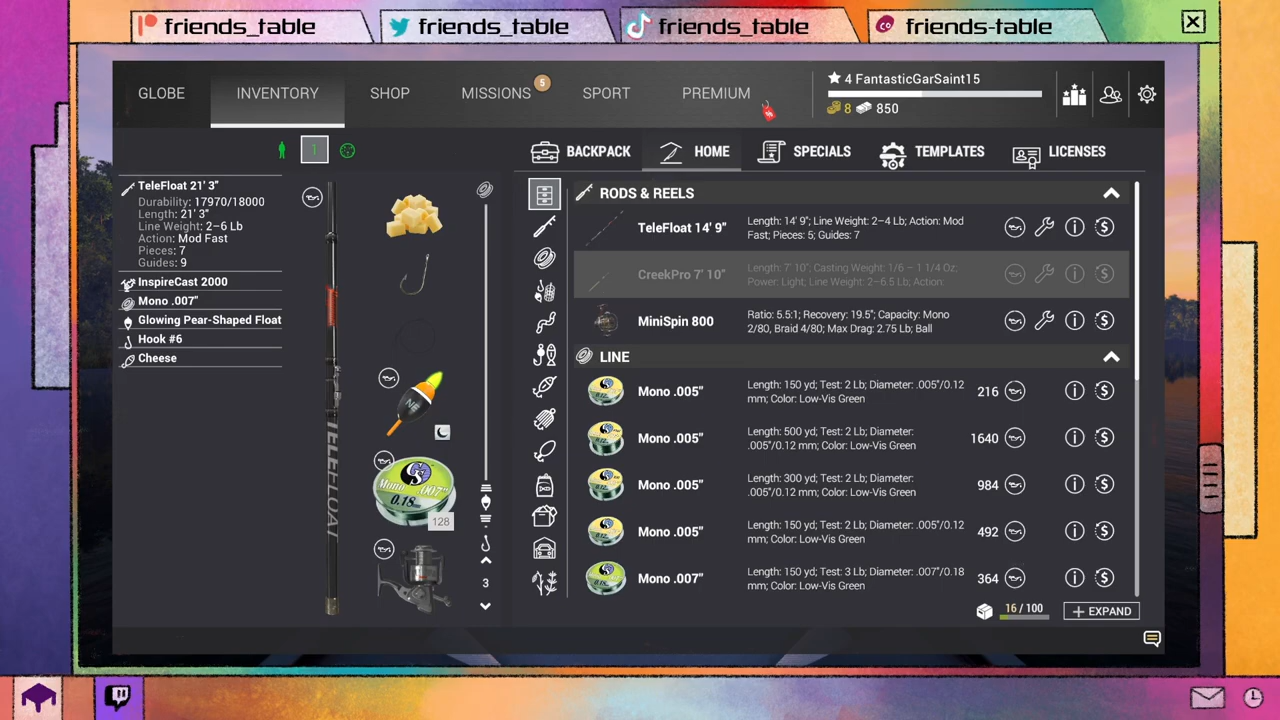 friends_table
friends_table
friends_table
friends-table
GLOBE
INVENTORY
SHOP
MISSIONS
5
SPORT
PREMIUM
4 FantasticGarSaint15
8
850
1
BACKPACK
HOME
SPECIALS
TEMPLATES
LICENSES
TeleFloat 21' 3"
Durability: 17970/18000
Length: 21' 3"
Line Weight: 2–6 Lb
Action: Mod Fast
Pieces: 7
Guides: 9
InspireCast 2000
Mono .007"
Glowing Pear-Shaped Float
Hook #6
Cheese
TELEFLOAT
Mono .007"
0.18
128
3
RODS & REELS
TeleFloat 14' 9"
Length: 14' 9"; Line Weight: 2–4 Lb; Action: Mod
Fast; Pieces: 5; Guides: 7
CreekPro 7' 10"
Length: 7' 10"; Casting Weight: 1/6 – 1 1/4 Oz;
Power: Light; Line Weight: 2–6.5 Lb; Action:
MiniSpin 800
Ratio: 5.5:1; Recovery: 19.5"; Capacity: Mono
2/80, Braid 4/80; Max Drag: 2.75 Lb; Ball
LINE
Mono .005"
Length: 150 yd; Test: 2 Lb; Diameter: .005"/0.12
mm; Color: Low-Vis Green
216
Mono .005"
Length: 500 yd; Test: 2 Lb; Diameter:
.005"/0.12 mm; Color: Low-Vis Green
1640
Mono .005"
Length: 300 yd; Test: 2 Lb; Diameter:
.005"/0.12 mm; Color: Low-Vis Green
984
Mono .005"
Length: 150 yd; Test: 2 Lb; Diameter: .005"/0.12
mm; Color: Low-Vis Green
492
Mono .007"
Length: 150 yd; Test: 3 Lb; Diameter: .007"/0.18
mm; Color: Low-Vis Green
364
16 / 100
EXPAND